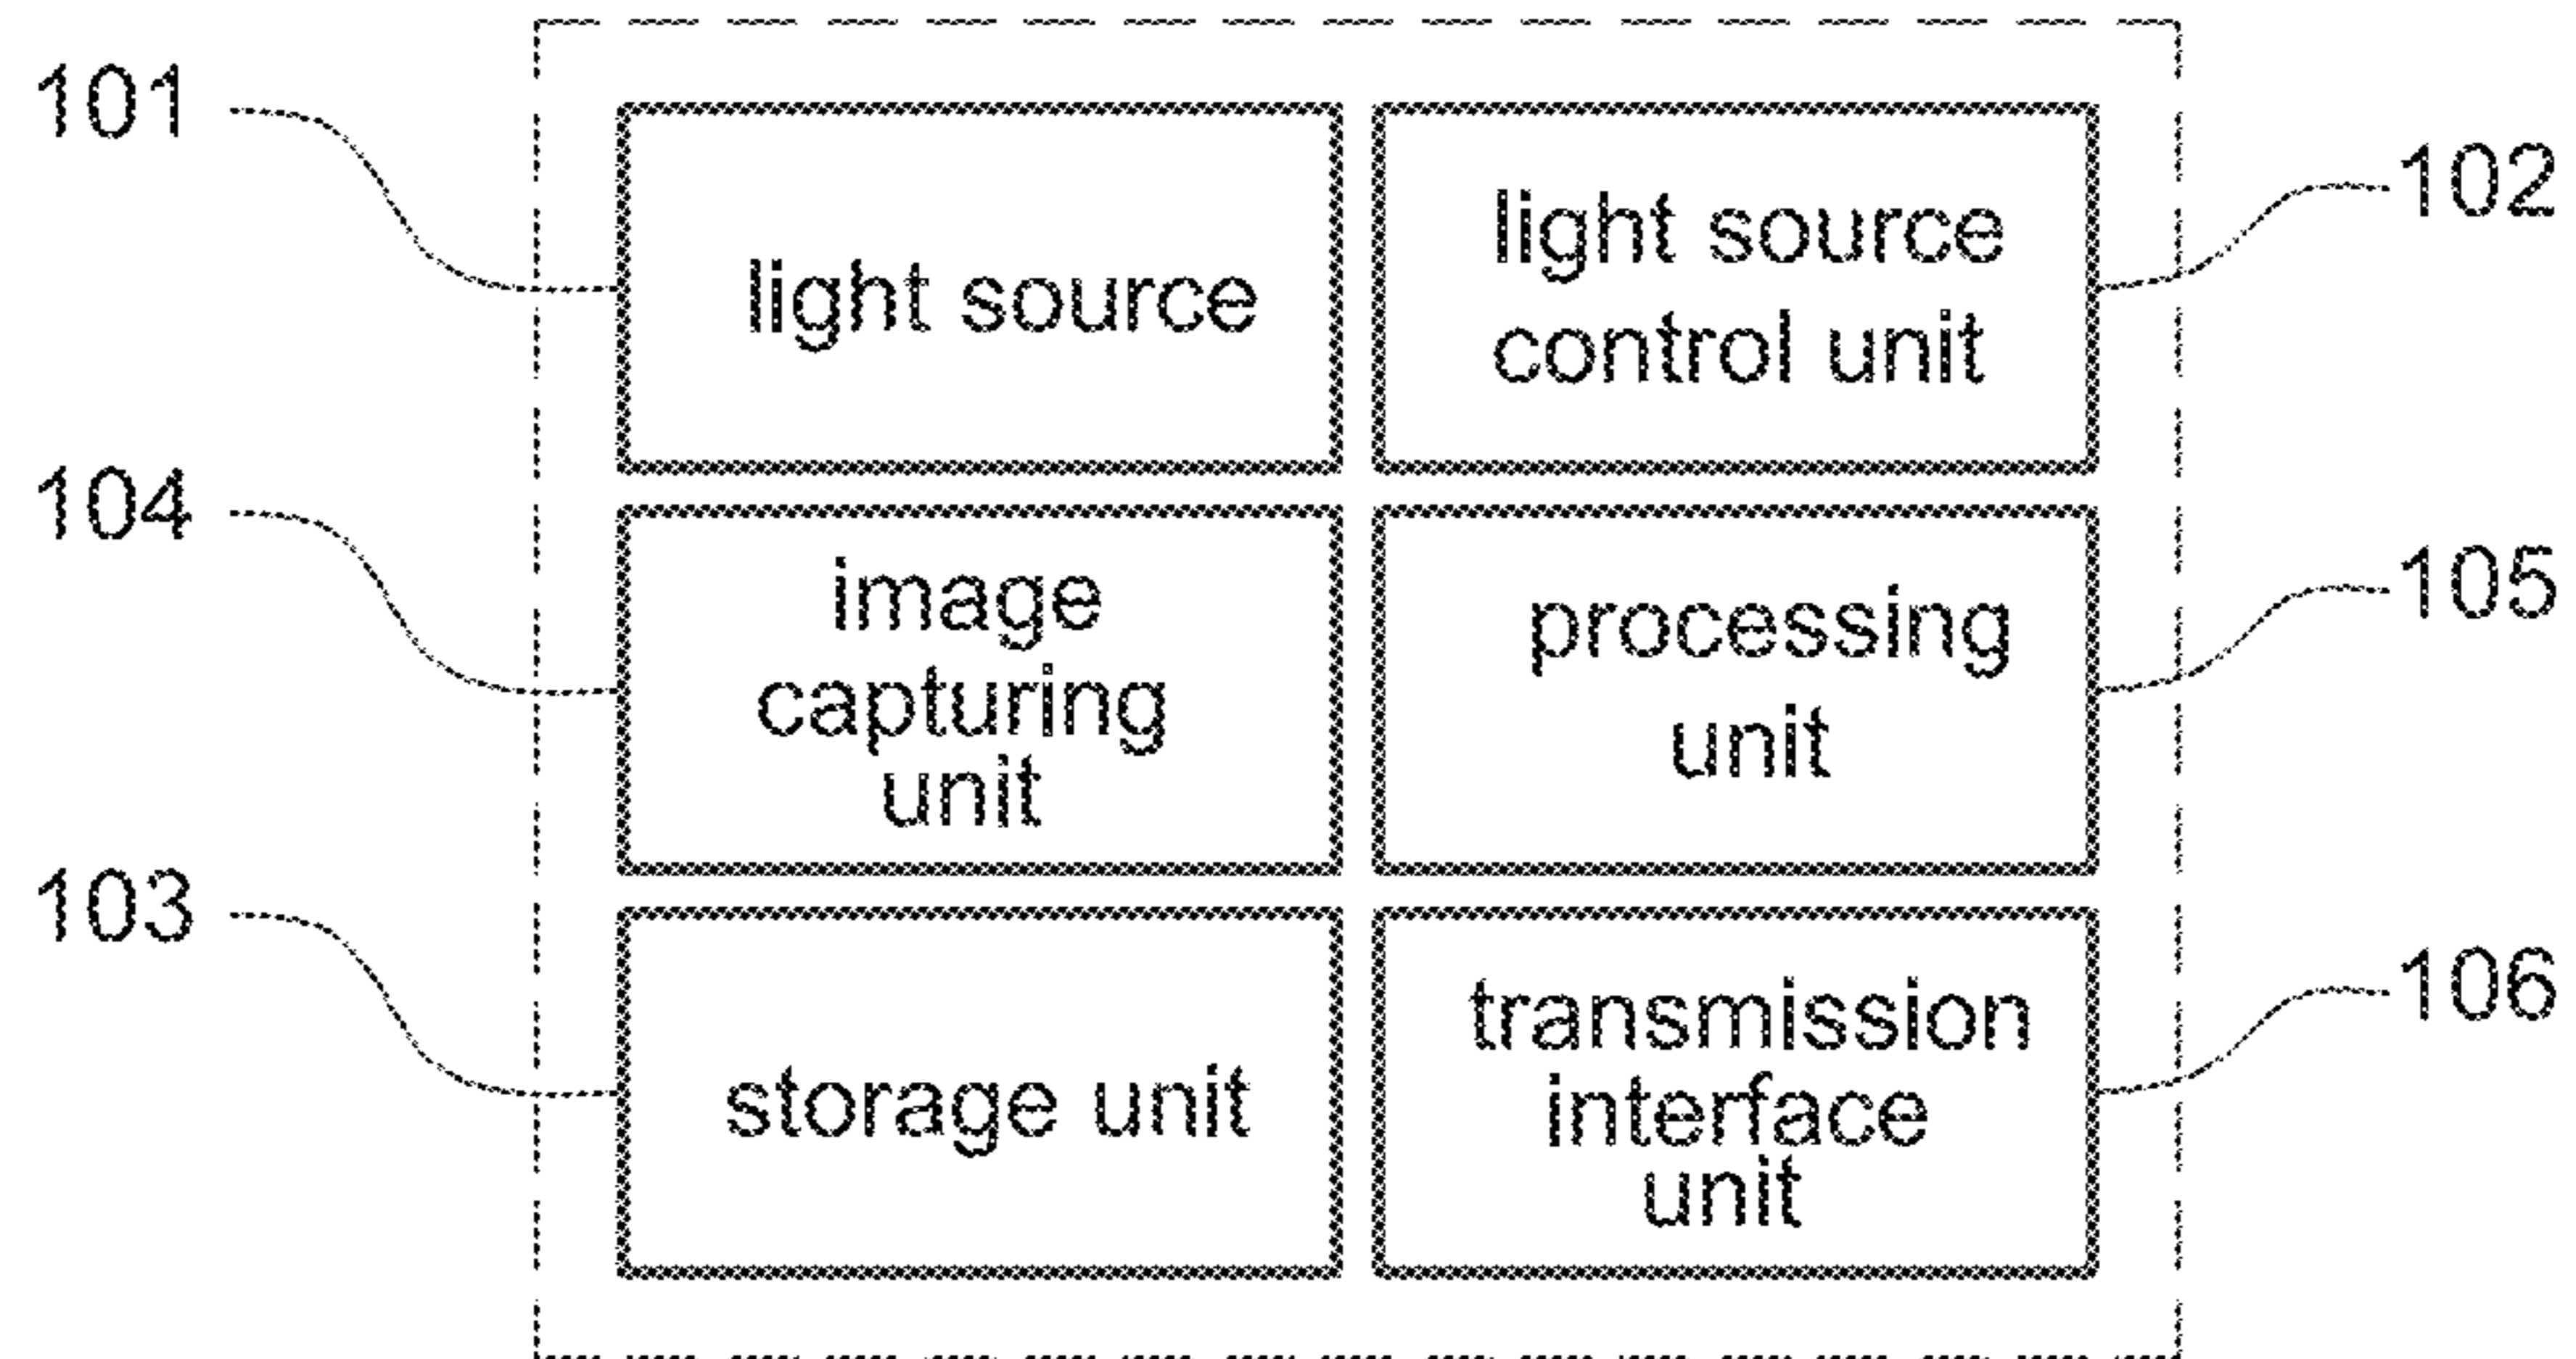 101
light source
light source
control unit
102
104
image
capturing
unit
processing
unit
105
103
storage unit
transmission
interface
unit
106